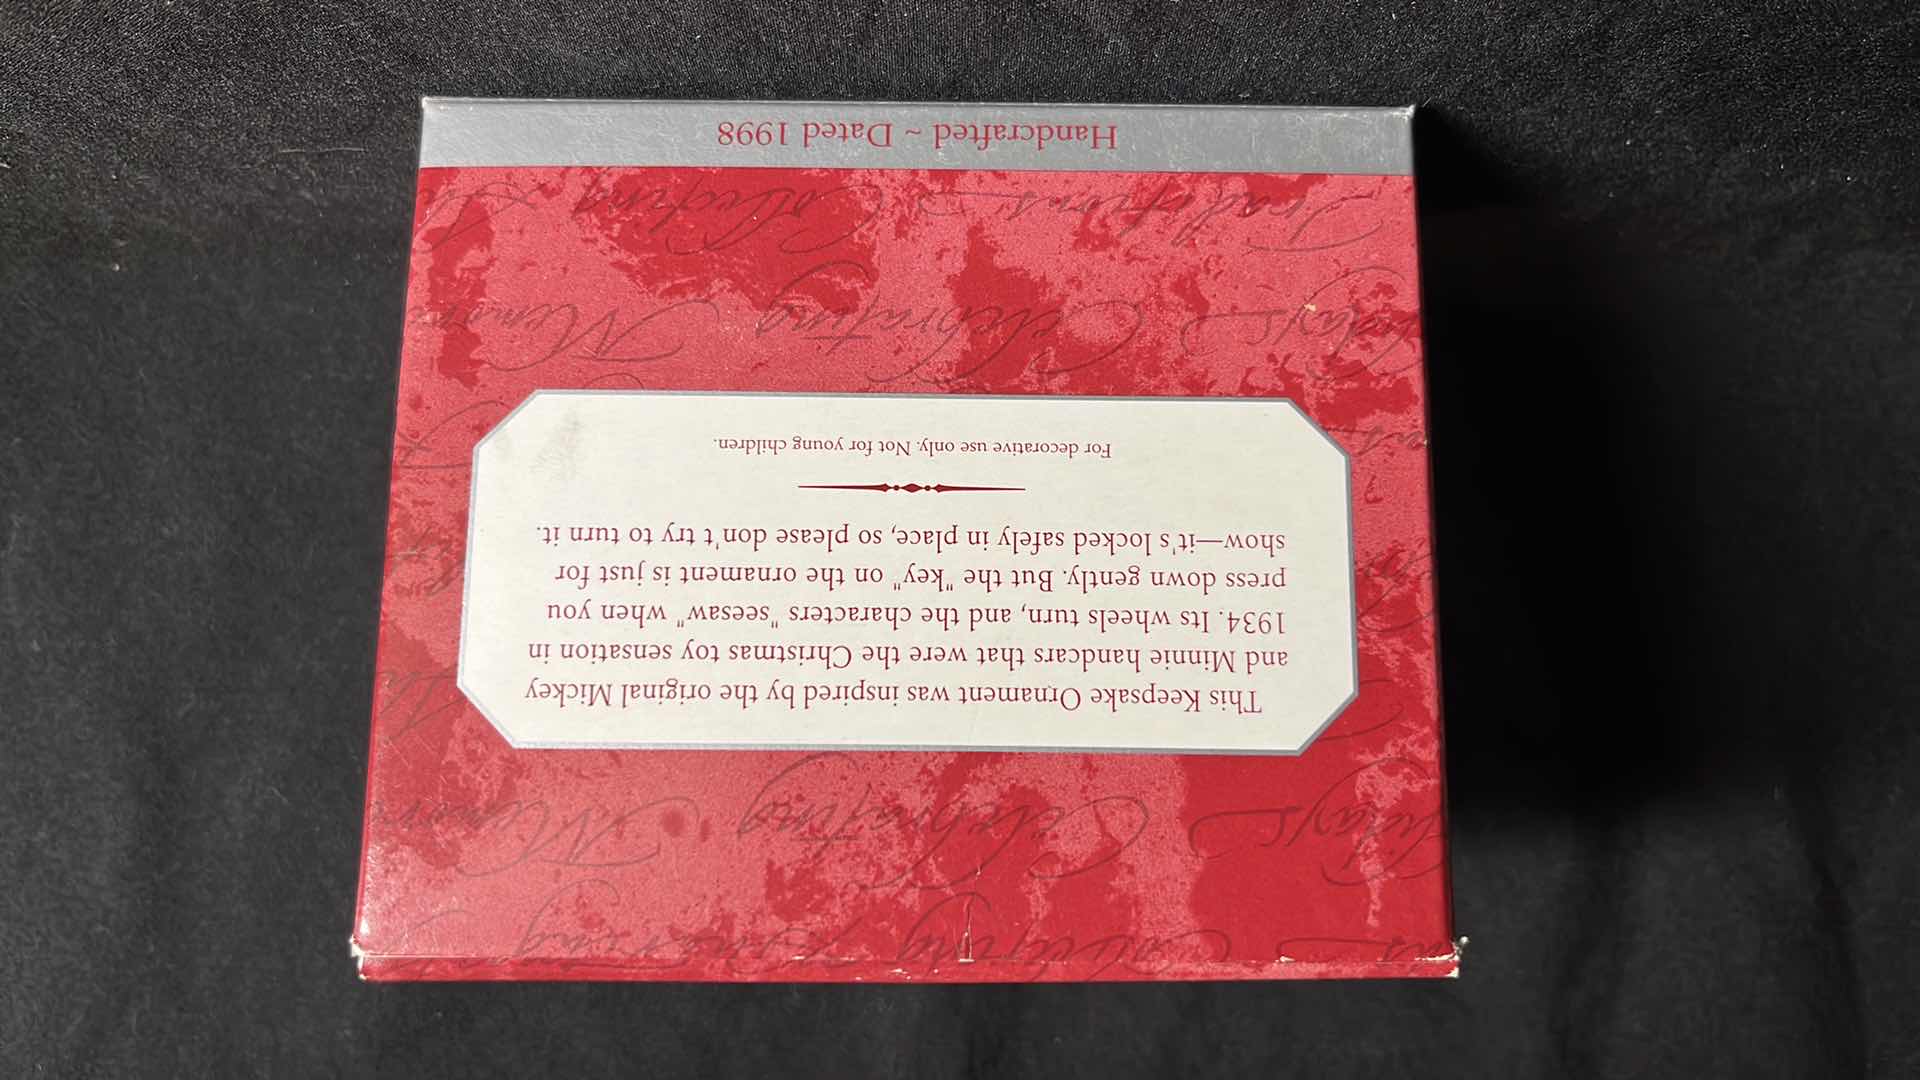 This Keepsake Ornament was inspired by the original Mickey
and Minnie handcars that were the Christmas toy sensation in
1934. Its wheels turn, and the characters "seesaw" when you
press down gently. But the "key" on the ornament is just for
show—it's locked safely in place, so please don't try to turn it.
For decorative use only. Not for young children.
Celebrating
Traditions Collecting
Handcrafted ~ Dated 1998